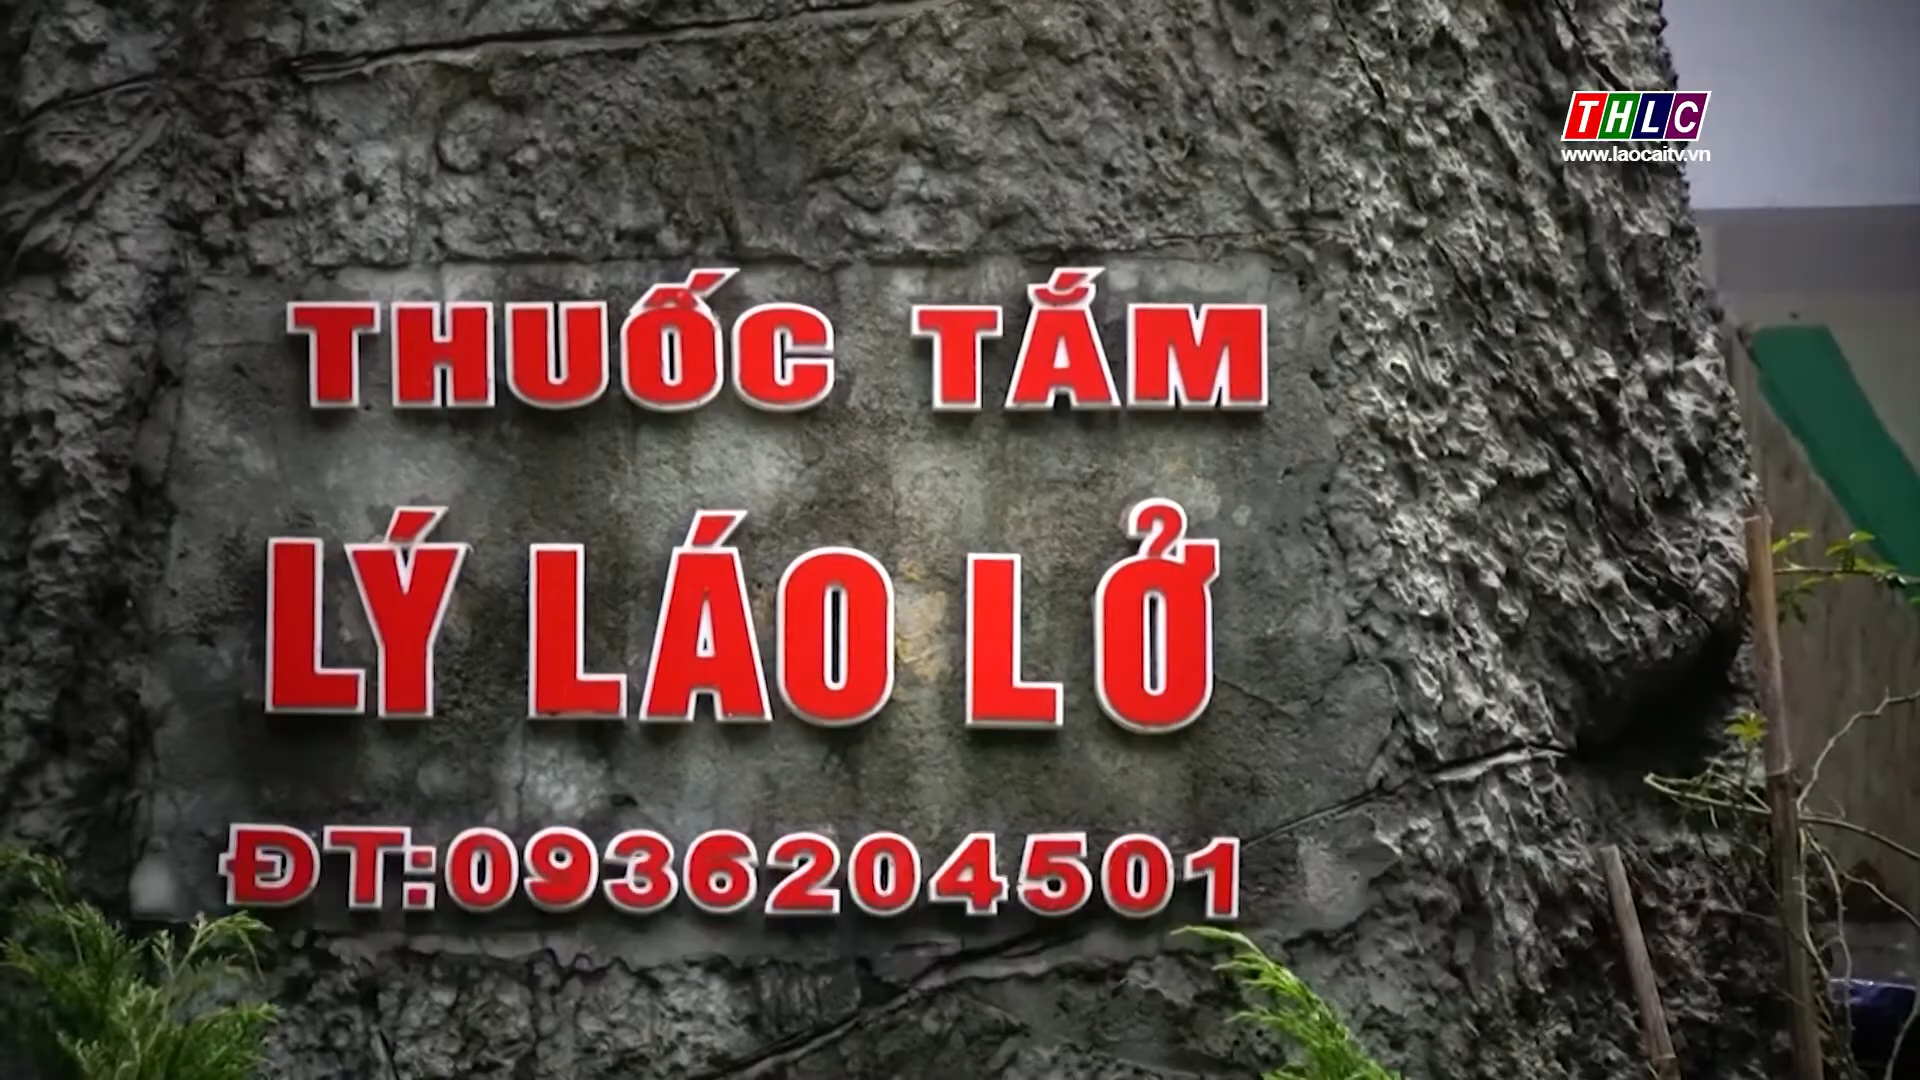 THLC
www.laocaitv.vn
THUỐC TẮM
LÝ LÁO LỞ
ĐT:0936204501